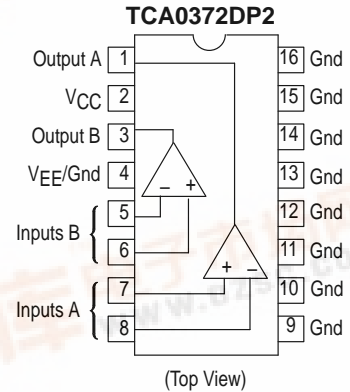 TCA0372DP2
Output A 1 16 Gnd
VCC 2 15 Gnd
Output B 3 14 Gnd
VEE/Gnd 4 13 Gnd
5 12 Gnd
Inputs B
6 11 Gnd
7 10 Gnd
Inputs A
8 9 Gnd
– +
+ –
(Top View)